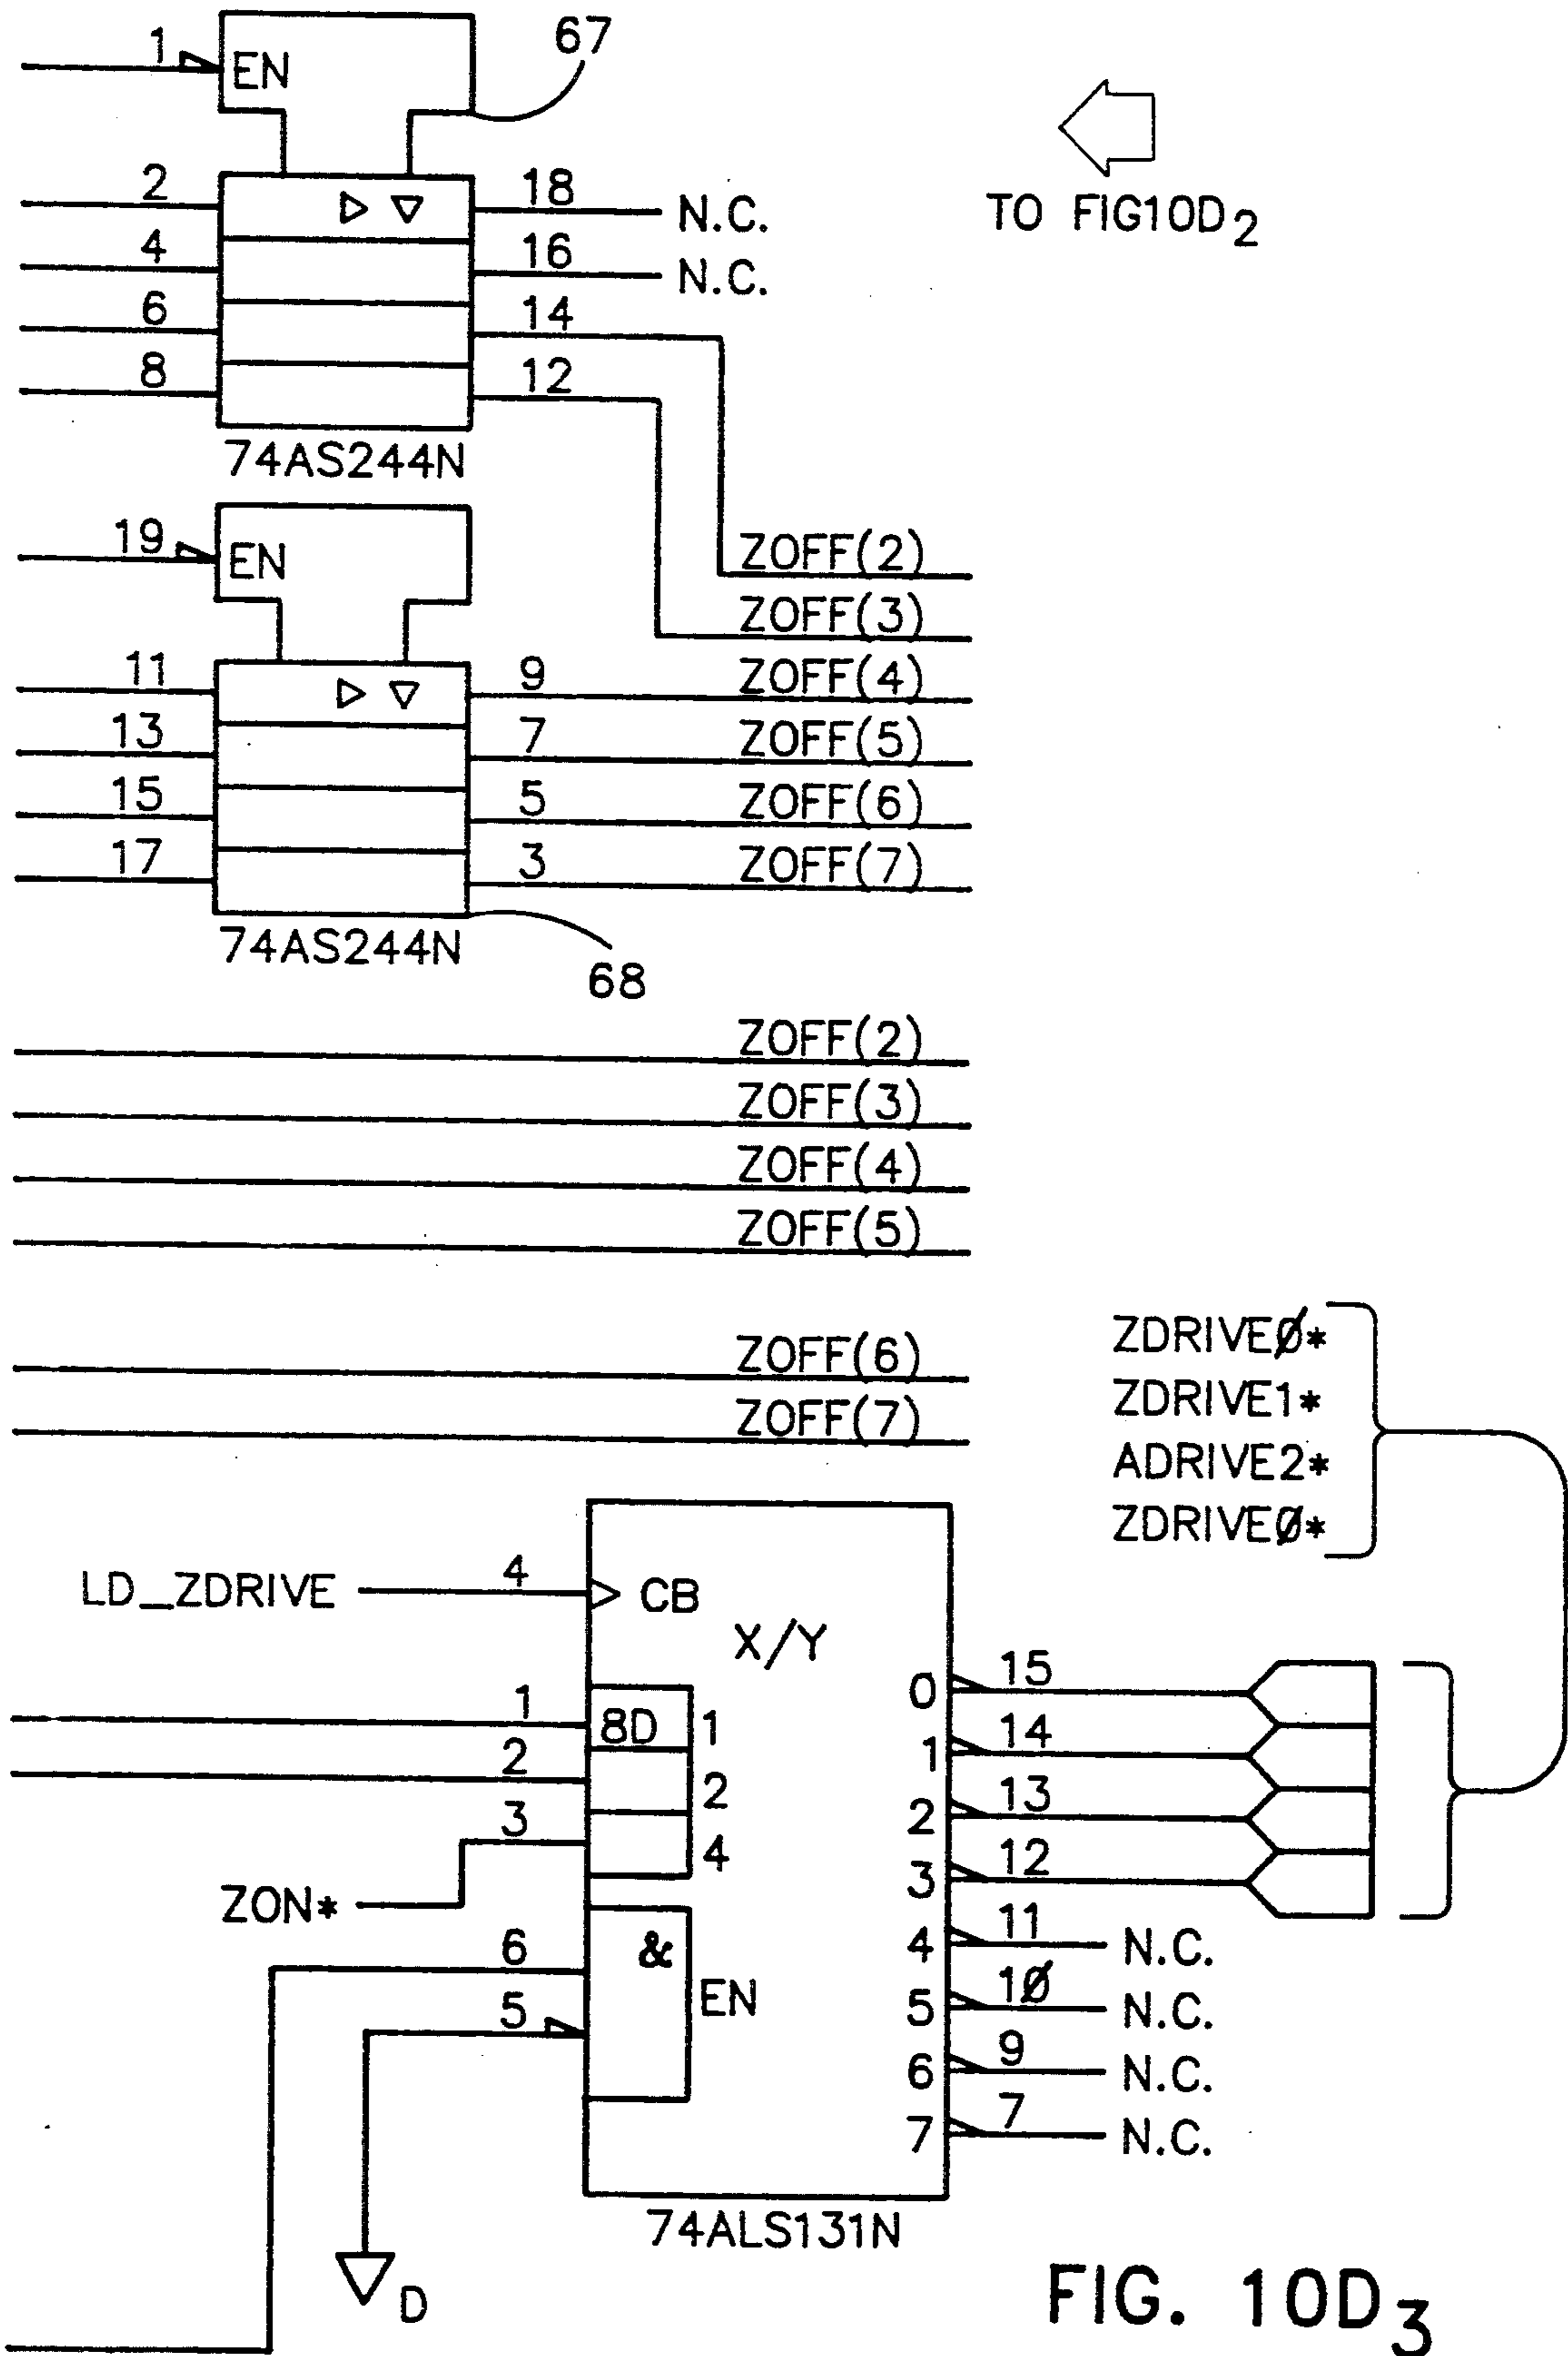 67
1 EN
2 18 N.C.
TO FIG10D2
4 16 N.C.
6 14
8 12
74AS244N
19 EN
ZOFF(2)
ZOFF(3)
11 9 ZOFF(4)
13 7 ZOFF(5)
15 5 ZOFF(6)
17 3 ZOFF(7)
74AS244N
68
ZOFF(2)
ZOFF(3)
ZOFF(4)
ZOFF(5)
ZOFF(6)
ZOFF(7)
ZDRIVEØ*
ZDRIVE1*
ADRIVE2*
ZDRIVEØ*
LD_ZDRIVE 4 CB
X/Y
0 15
1 8D 1
1 14
2 2
2 13
3 4
3 12
ZON*
4 11 N.C.
6 & EN
5 1Ø N.C.
5
6 9 N.C.
7 7 N.C.
74ALS131N
D
FIG. 10D3